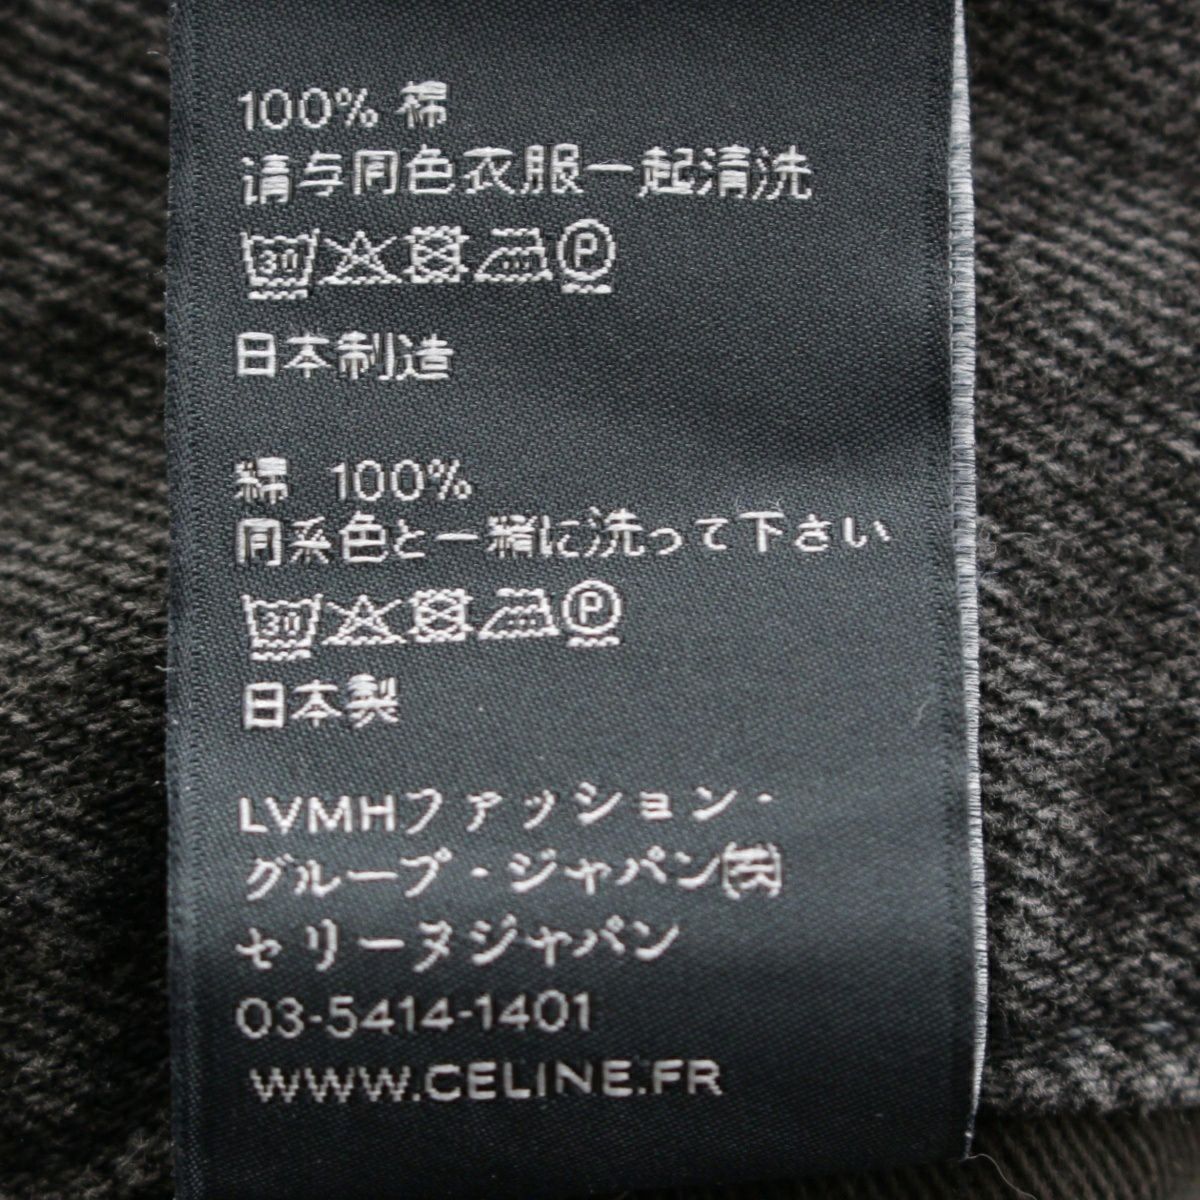 100% 棉
请与同色衣服一起清洗
30 P
日本制造
綿 100%
同系色と一緒に洗って下さい
30 P
日本製
LVMHファッション・
グループ・ジャパン㈱
セリーヌジャパン
03-5414-1401
WWW.CELINE.FR